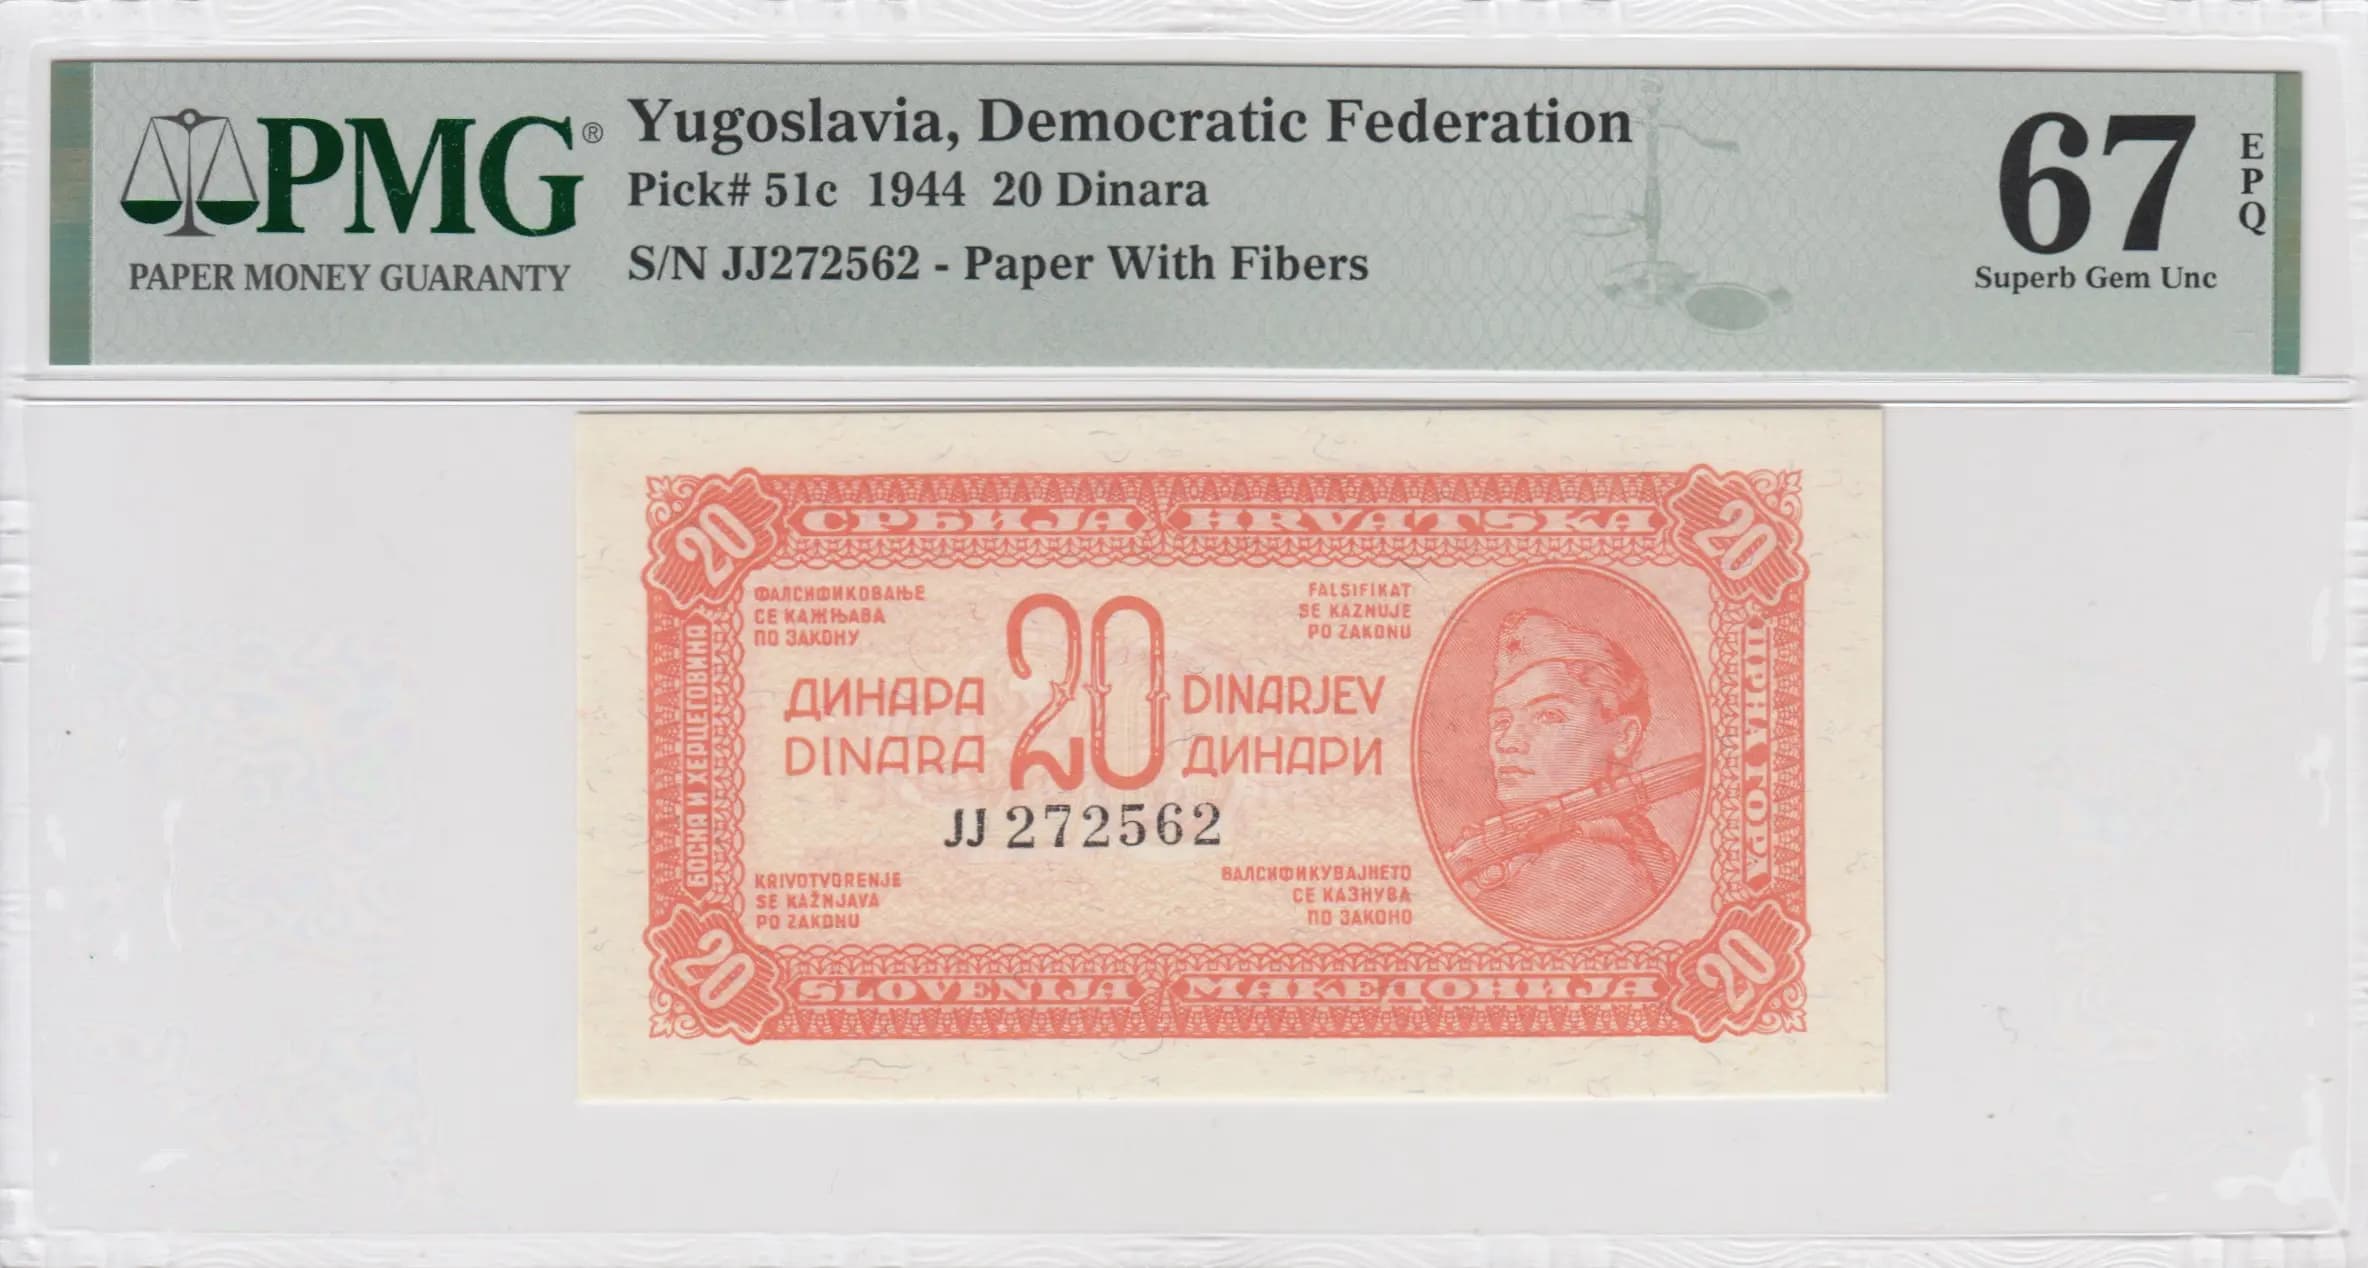 PMG®
PAPER MONEY GUARANTY
Yugoslavia, Democratic Federation
Pick# 51c 1944 20 Dinara
S/N JJ272562 - Paper With Fibers
67
EPQ
Superb Gem Unc
20
СРБИЈА HRVATSKA
20
ФАЛСИФИКОВАЊЕ
СЕ КАЖЊАВА
ПО ЗАКОНУ
FALSIFIKAT
SE KAZNUJE
PO ZAKONU
БОСНА И ХЕРЦЕГОВИНА
ЦРНА ГОРА
ДИНАРА
DINARA
20
DINARJEV
ДИНАРИ
JJ 272562
KRIVOTVORENJE
SE KAŽNJAVA
PO ZAKONU
ВАЛСИФИКУВАЈНЕТО
СЕ КАЗНУВА
ПО ЗАКОНО
20
SLOVENIJA МАКЕДОНИЈА
20